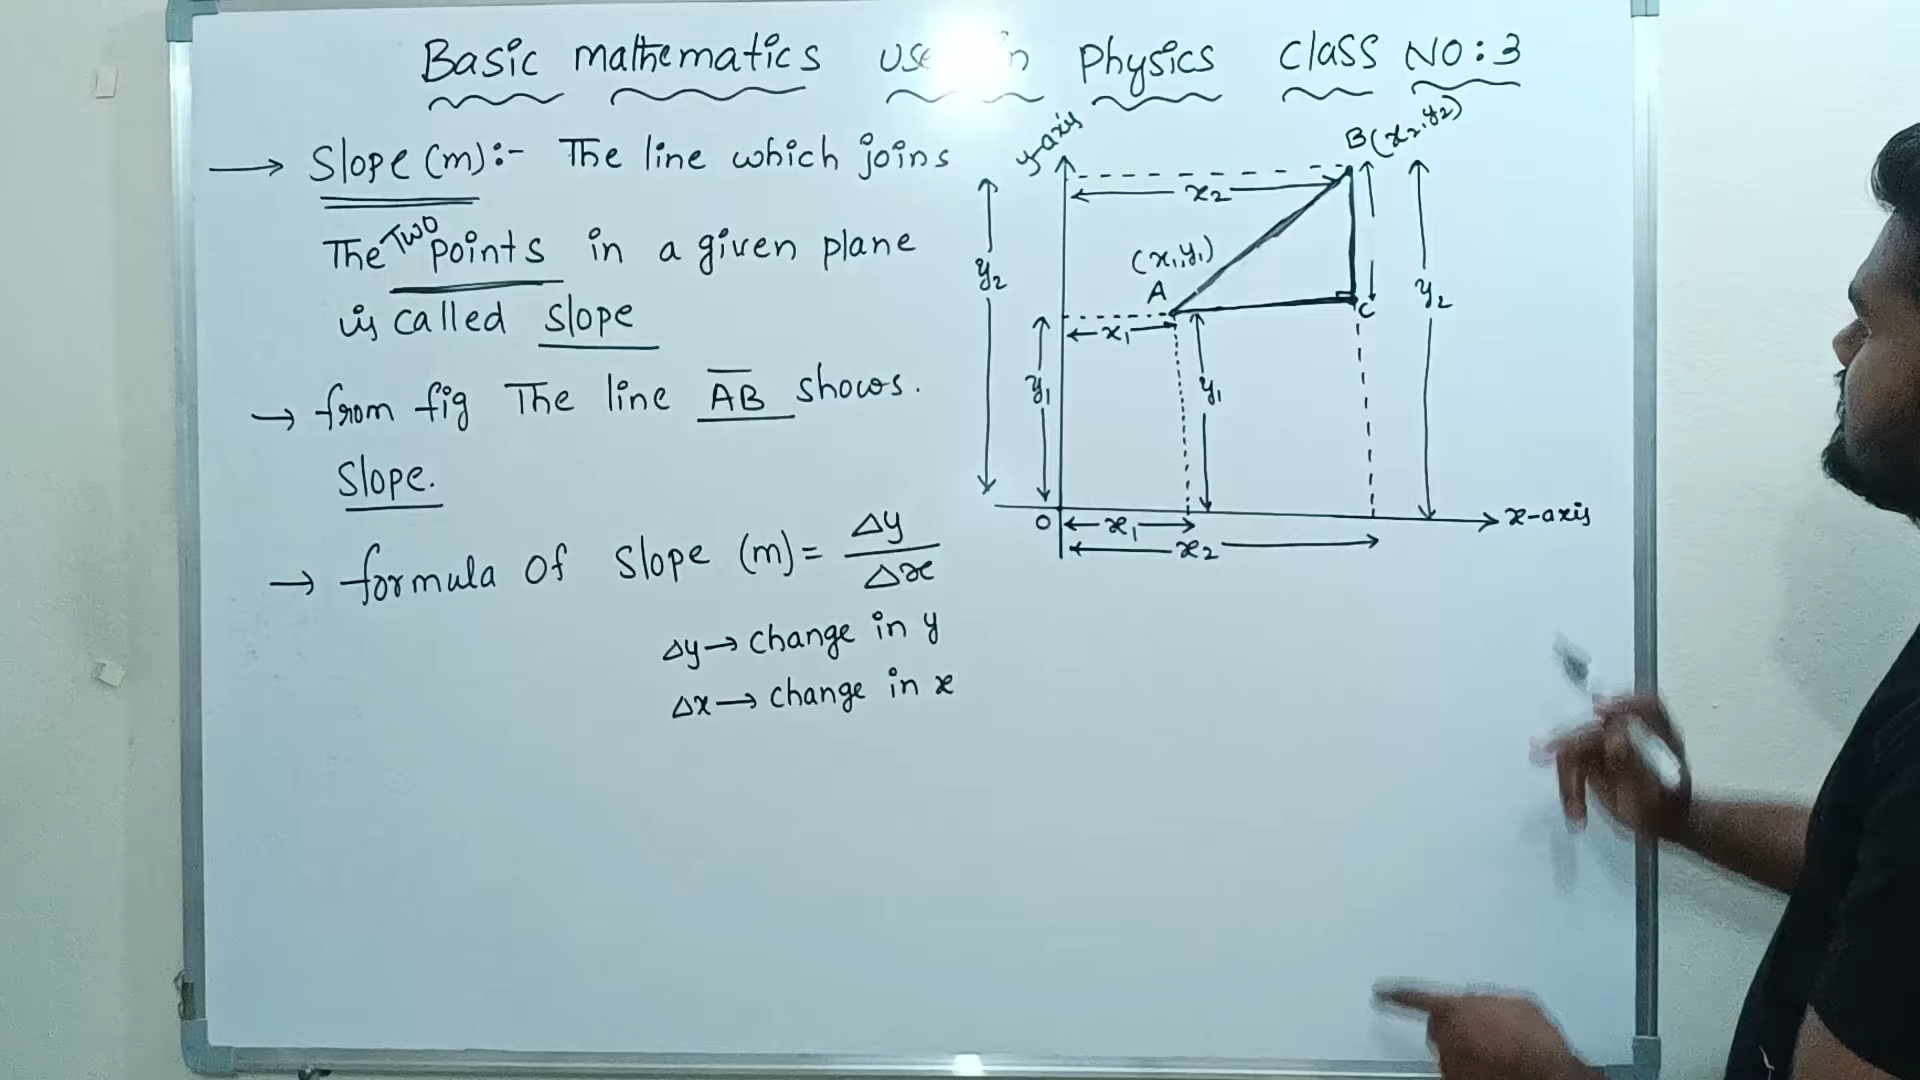 Basic mathematics use in Physics Class NO:3
→ Slope (m):- The line which joins
The Two points in a given plane
is called slope
→ from fig The line AB shows.
Slope.
→ formula of slope (m) = Δy/Δx
Δy → change in y
Δx → change in x
y-axis
B(x₂,y₂)
x₂
(x₁,y₁)
A
C
y₂
y₂
x₁
y₁
y₁
x-axis
O
x₁
x₂